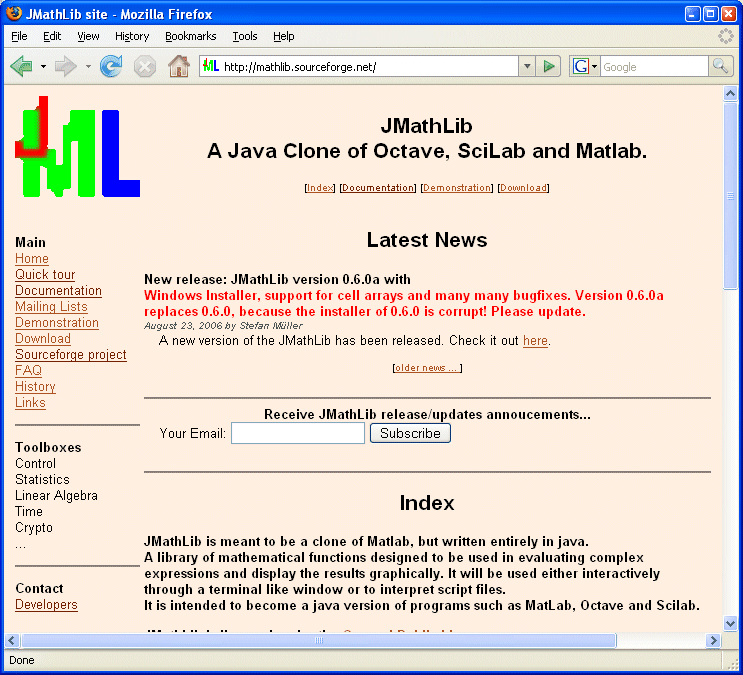 JMathLib site - Mozilla Firefox
File Edit View History Bookmarks Tools Help
http://mathlib.sourceforge.net/
G Google
JML
JMathLib
A Java Clone of Octave, SciLab and Matlab.
[Index] [Documentation] [Demonstration] [Download]
Main
Home
Quick tour
Documentation
Mailing Lists
Demonstration
Download
Sourceforge project
FAQ
History
Links
Toolboxes
Control
Statistics
Linear Algebra
Time
Crypto
...
Contact
Developers
Latest News
New release: JMathLib version 0.6.0a with
Windows Installer, support for cell arrays and many many bugfixes. Version 0.6.0a
replaces 0.6.0, because the installer of 0.6.0 is corrupt! Please update.
August 23, 2006 by Stefan Müller
A new version of the JMathLib has been released. Check it out here.
[older news ... ]
Receive JMathLib release/updates annoucements...
Your Email: Subscribe
Index
JMathLib is meant to be a clone of Matlab, but written entirely in java.
A library of mathematical functions designed to be used in evaluating complex
expressions and display the results graphically. It will be used either interactively
through a terminal like window or to interpret script files.
It is intended to become a java version of programs such as MatLab, Octave and Scilab.
Done